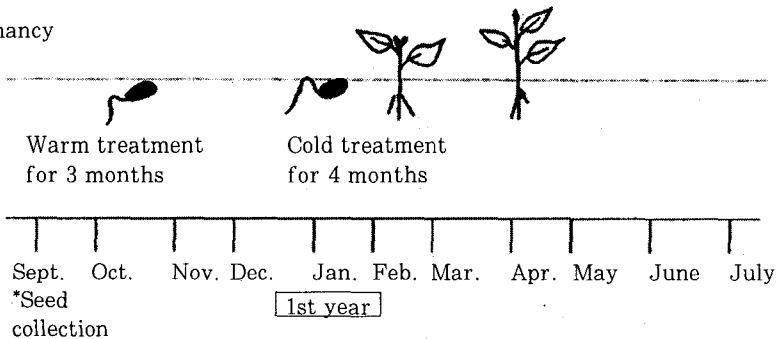 Warm treatment
for 3 months
Cold treatment
for 4 months
Sept. Oct. Nov. Dec. Jan. Feb. Mar. Apr. May June July
*Seed
collection
1st year